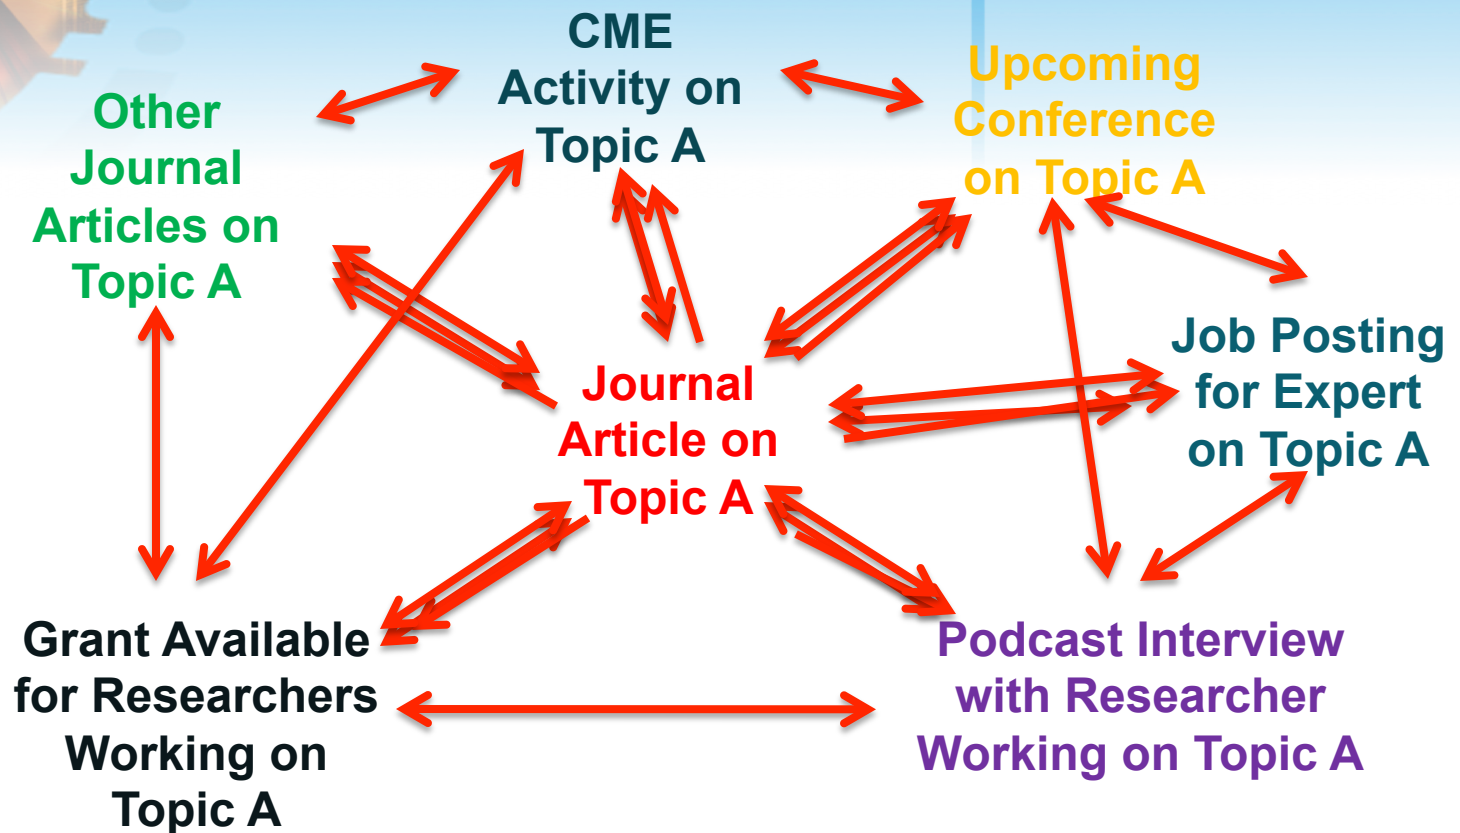 CME
Activity on
Topic A
Upcoming
Conference
on Topic A
Other
Journal
Articles on
Topic A
Job Posting
for Expert
on Topic A
Journal
Article on
Topic A
Grant Available
for Researchers
Working on
Topic A
Podcast Interview
with Researcher
Working on Topic A